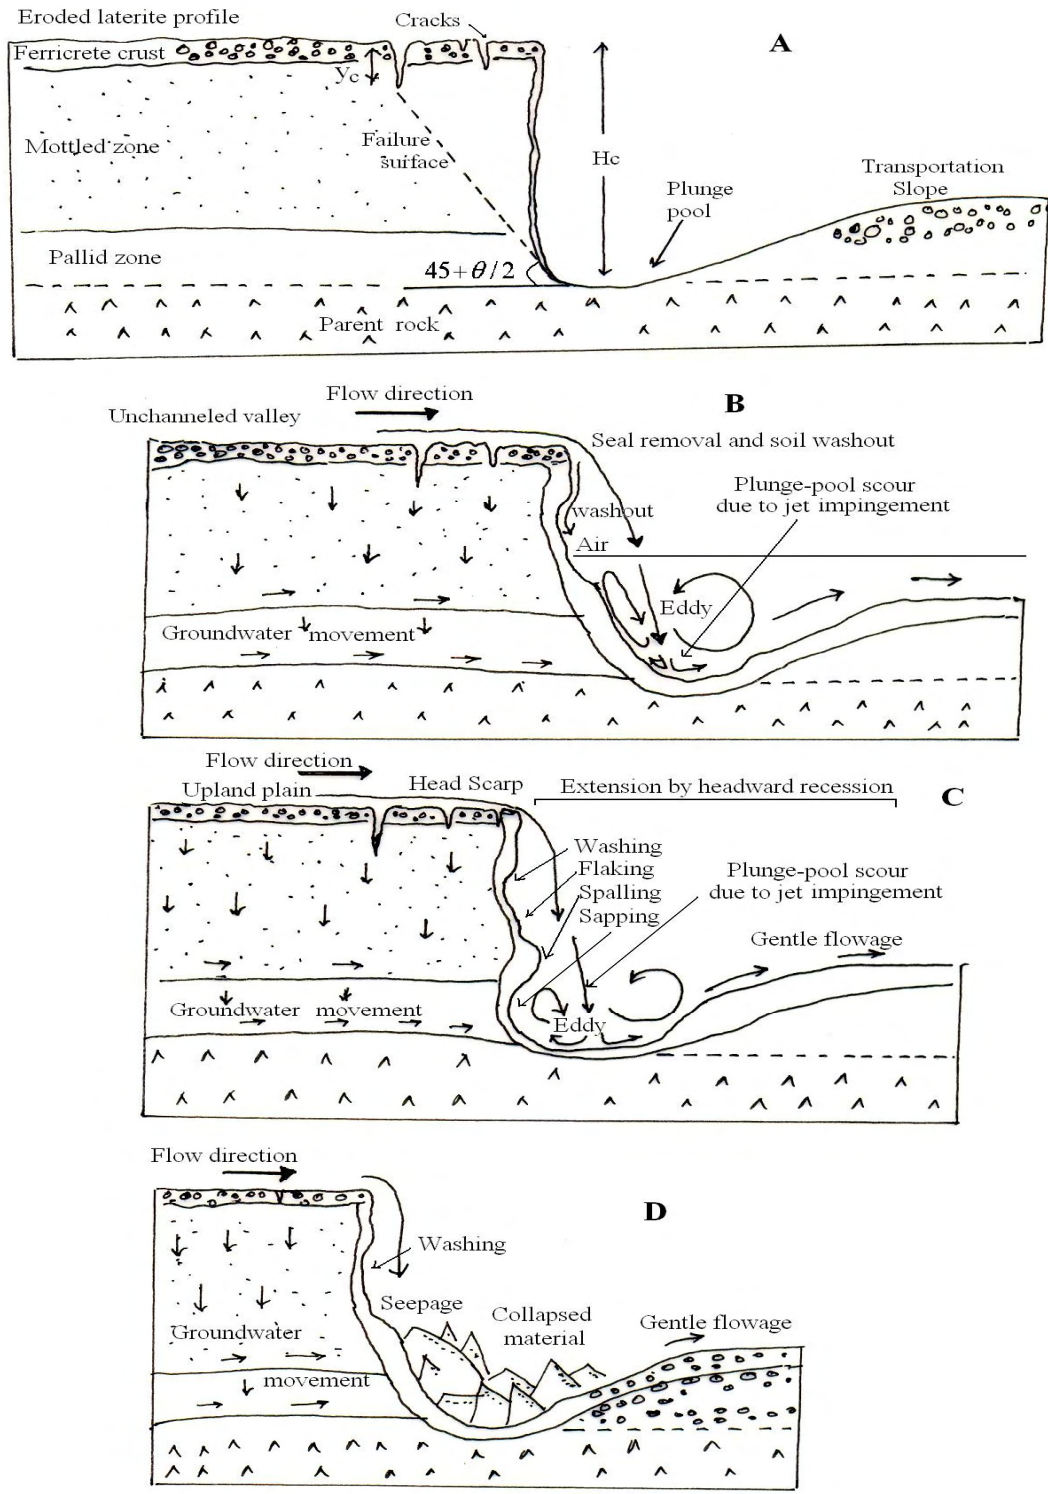 Eroded laterite profile
Cracks
A
Ferricrete crust
yc
Mottled zone
Failure
surface
Hc
Transportation
Slope
Plunge
pool
Pallid zone
45+θ/2
Parent rock
Flow direction
B
Unchanneled valley
Seal removal and soil washout
Plunge-pool scour
due to jet impingement
washout
Air
Eddy
Groundwater movement
Flow direction
Upland plain
Head Scarp
Extension by headward recession
C
Washing
Flaking
Spalling
Sapping
Plunge-pool scour
due to jet impingement
Gentle flowage
Groundwater movement
Eddy
Flow direction
D
Washing
Seepage
Collapsed
material
Gentle flowage
Groundwater
movement